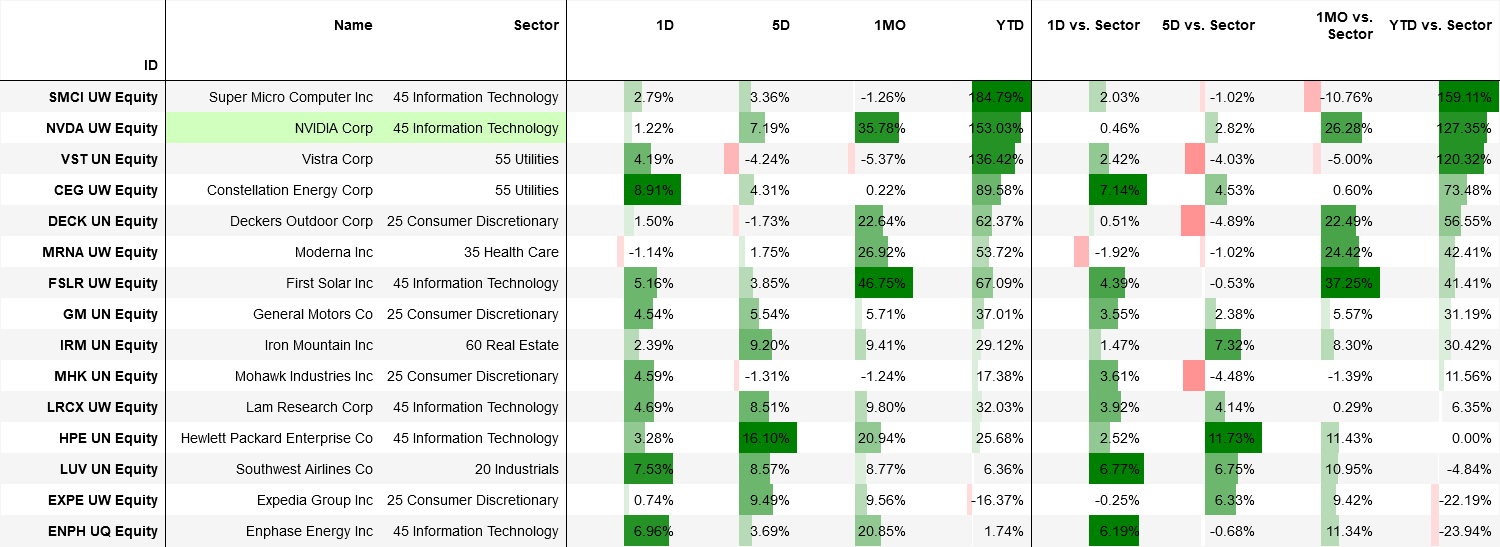 Name Sector 1D 5D 1MO YTD 1D vs. Sector 5D vs. Sector 1MO vs. Sector YTD vs. Sector
ID
SMCI UW Equity Super Micro Computer Inc 45 Information Technology 2.79% 3.36% -1.26% 184.79% 2.03% -1.02% -10.76% 159.11%
NVDA UW Equity NVIDIA Corp 45 Information Technology 1.22% 7.19% 35.78% 153.03% 0.46% 2.82% 26.28% 127.35%
VST UN Equity Vistra Corp 55 Utilities 4.19% -4.24% -5.37% 136.42% 2.42% -4.03% -5.00% 120.32%
CEG UW Equity Constellation Energy Corp 55 Utilities 8.91% 4.31% 0.22% 89.58% 7.14% 4.53% 0.60% 73.48%
DECK UN Equity Deckers Outdoor Corp 25 Consumer Discretionary 1.50% -1.73% 22.64% 62.37% 0.51% -4.89% 22.49% 56.55%
MRNA UW Equity Moderna Inc 35 Health Care -1.14% 1.75% 26.92% 53.72% -1.92% -1.02% 24.42% 42.41%
FSLR UW Equity First Solar Inc 45 Information Technology 5.16% 3.85% 46.75% 67.09% 4.39% -0.53% 37.25% 41.41%
GM UN Equity General Motors Co 25 Consumer Discretionary 4.54% 5.54% 5.71% 37.01% 3.55% 2.38% 5.57% 31.19%
IRM UN Equity Iron Mountain Inc 60 Real Estate 2.39% 9.20% 9.41% 29.12% 1.47% 7.32% 8.30% 30.42%
MHK UN Equity Mohawk Industries Inc 25 Consumer Discretionary 4.59% -1.31% -1.24% 17.38% 3.61% -4.48% -1.39% 11.56%
LRCX UW Equity Lam Research Corp 45 Information Technology 4.69% 8.51% 9.80% 32.03% 3.92% 4.14% 0.29% 6.35%
HPE UN Equity Hewlett Packard Enterprise Co 45 Information Technology 3.28% 16.10% 20.94% 25.68% 2.52% 11.73% 11.43% 0.00%
LUV UN Equity Southwest Airlines Co 20 Industrials 7.53% 8.57% 8.77% 6.36% 6.77% 6.75% 10.95% -4.84%
EXPE UW Equity Expedia Group Inc 25 Consumer Discretionary 0.74% 9.49% 9.56% -16.37% -0.25% 6.33% 9.42% -22.19%
ENPH UQ Equity Enphase Energy Inc 45 Information Technology 6.96% 3.69% 20.85% 1.74% 6.19% -0.68% 11.34% -23.94%